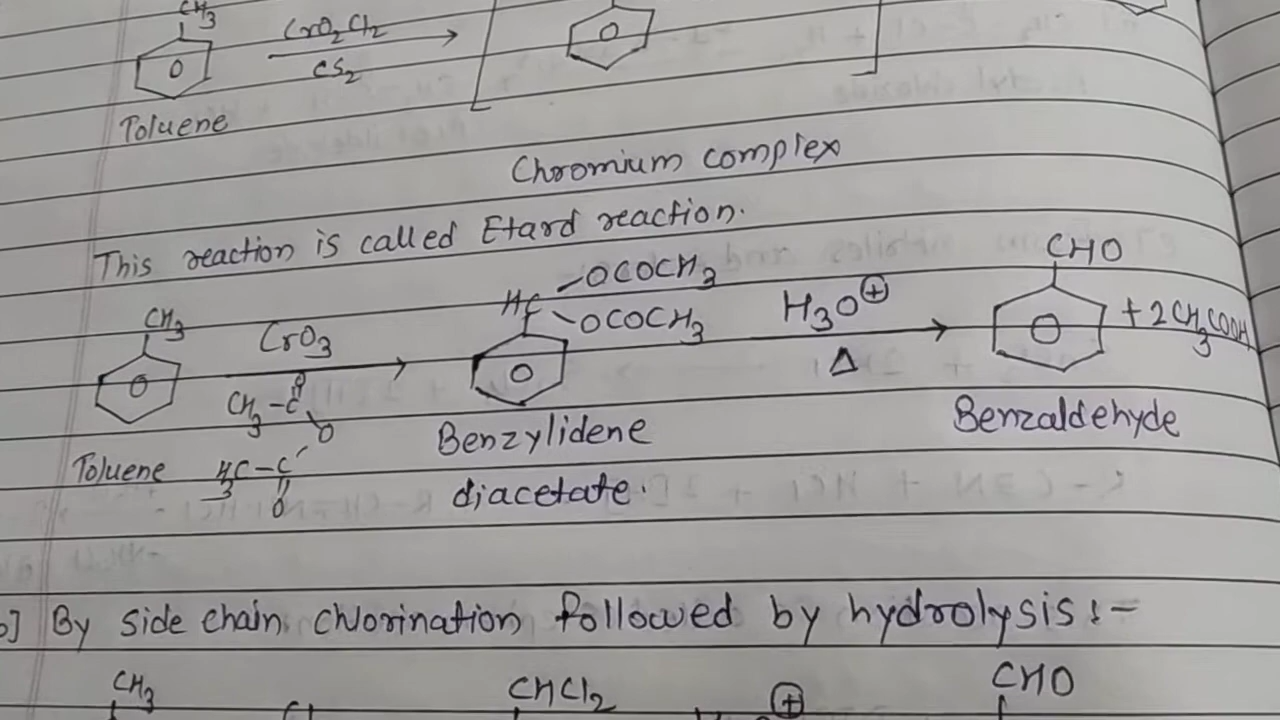 CH3
CrO2Cl2
CS2
Toluene
Chromium complex
This reaction is called Etard reaction.
CH3 CrO3 HC OCOCH3 OCOCH3 H3O⊕ Δ CHO + 2CH3COOH
CH3-C O O
Toluene H3C-C O
Benzylidene diacetate.
Benzaldehyde
b] By side chain chlorination followed by hydrolysis :-
CH3 CHCl2 ⊕ CHO